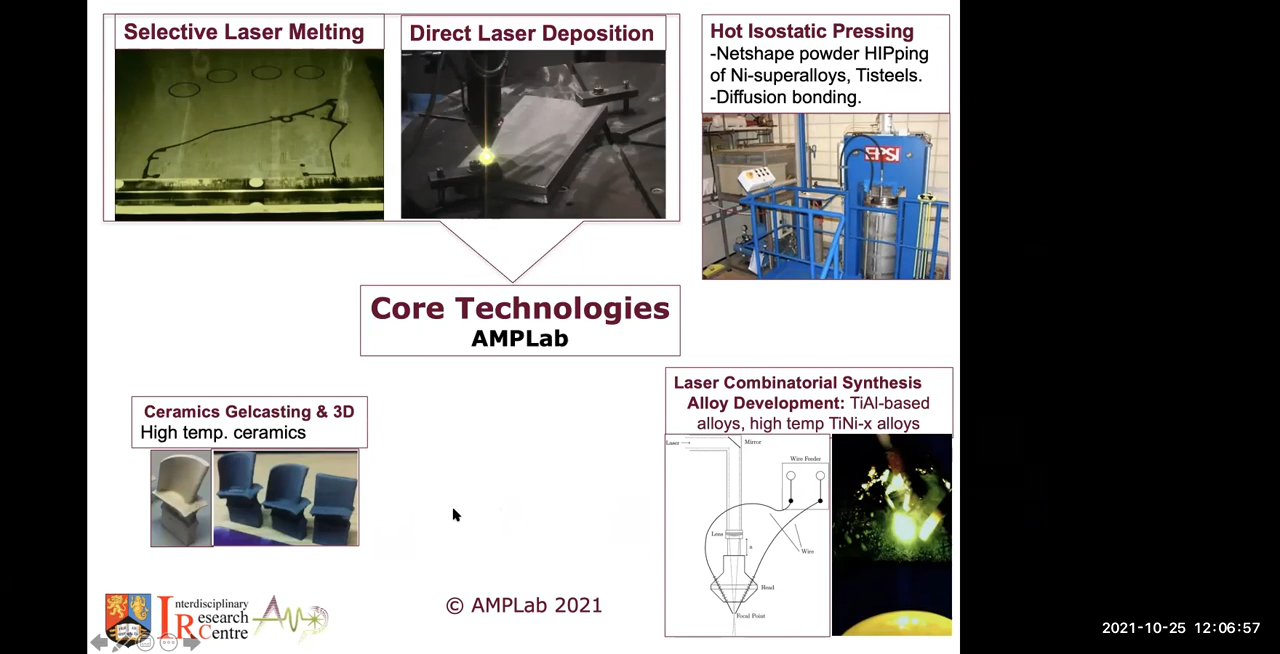 Selective Laser Melting
Direct Laser Deposition
Hot Isostatic Pressing
-Netshape powder HIPping
of Ni-superalloys, Tisteels.
-Diffusion bonding.
EPSI
Core Technologies
AMPLab
Ceramics Gelcasting & 3D
High temp. ceramics
Laser Combinatorial Synthesis
Alloy Development: TiAl-based
alloys, high temp TiNi-x alloys
Laser
Mirror
Wire Feeder
Lens
a
Wire
Head
Focal Point
Interdisciplinary
Research
Centre
© AMPLab 2021
2021-10-25 12:06:57